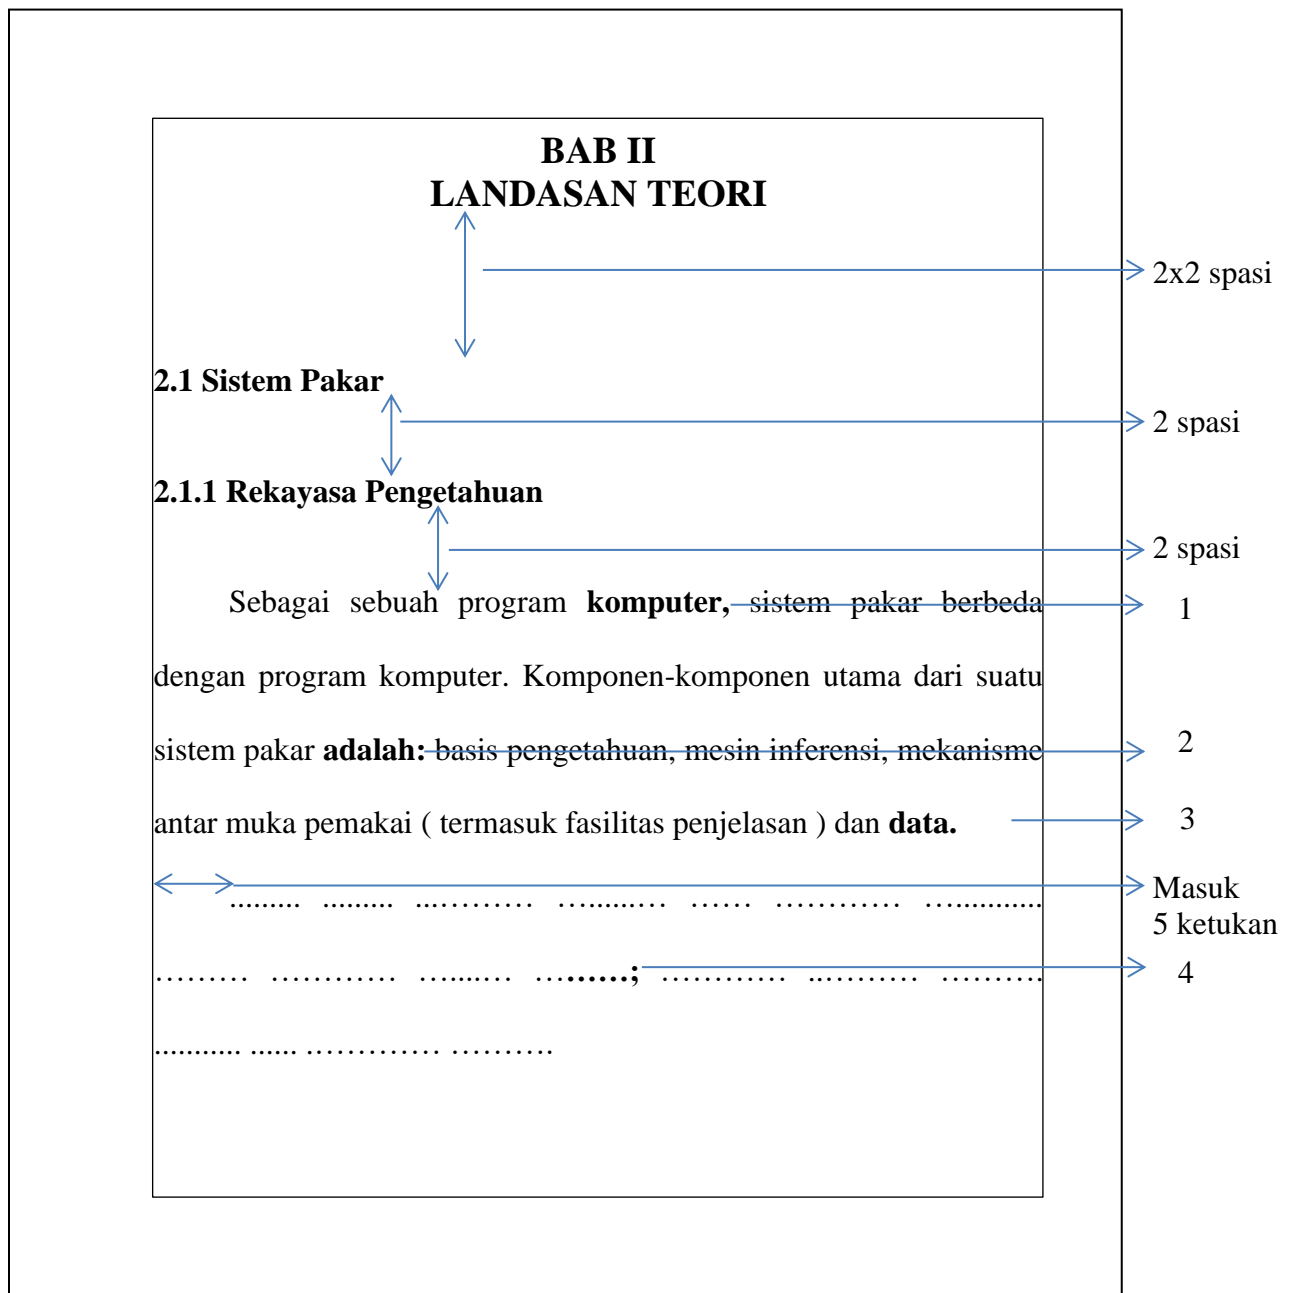 BAB II
LANDASAN TEORI
2x2 spasi
2.1 Sistem Pakar
2 spasi
2.1.1 Rekayasa Pengetahuan
2 spasi
Sebagai sebuah program komputer, sistem pakar berbeda 1
dengan program komputer. Komponen-komponen utama dari suatu
sistem pakar adalah: basis pengetahuan, mesin inferensi, mekanisme 2
antar muka pemakai ( termasuk fasilitas penjelasan ) dan data. 3
Masuk
5 ketukan
......... ......... ...……… …......… …… ………… …...........
……… ………… ….....… ….......; ………… ..……… ……….
4
........... ...... .………… ……….